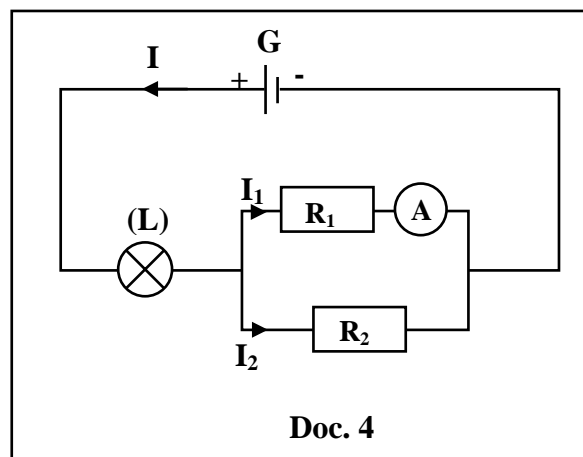 G
I
+ -
I₁
R₁ A
(L)
R₂
I₂
Doc. 4